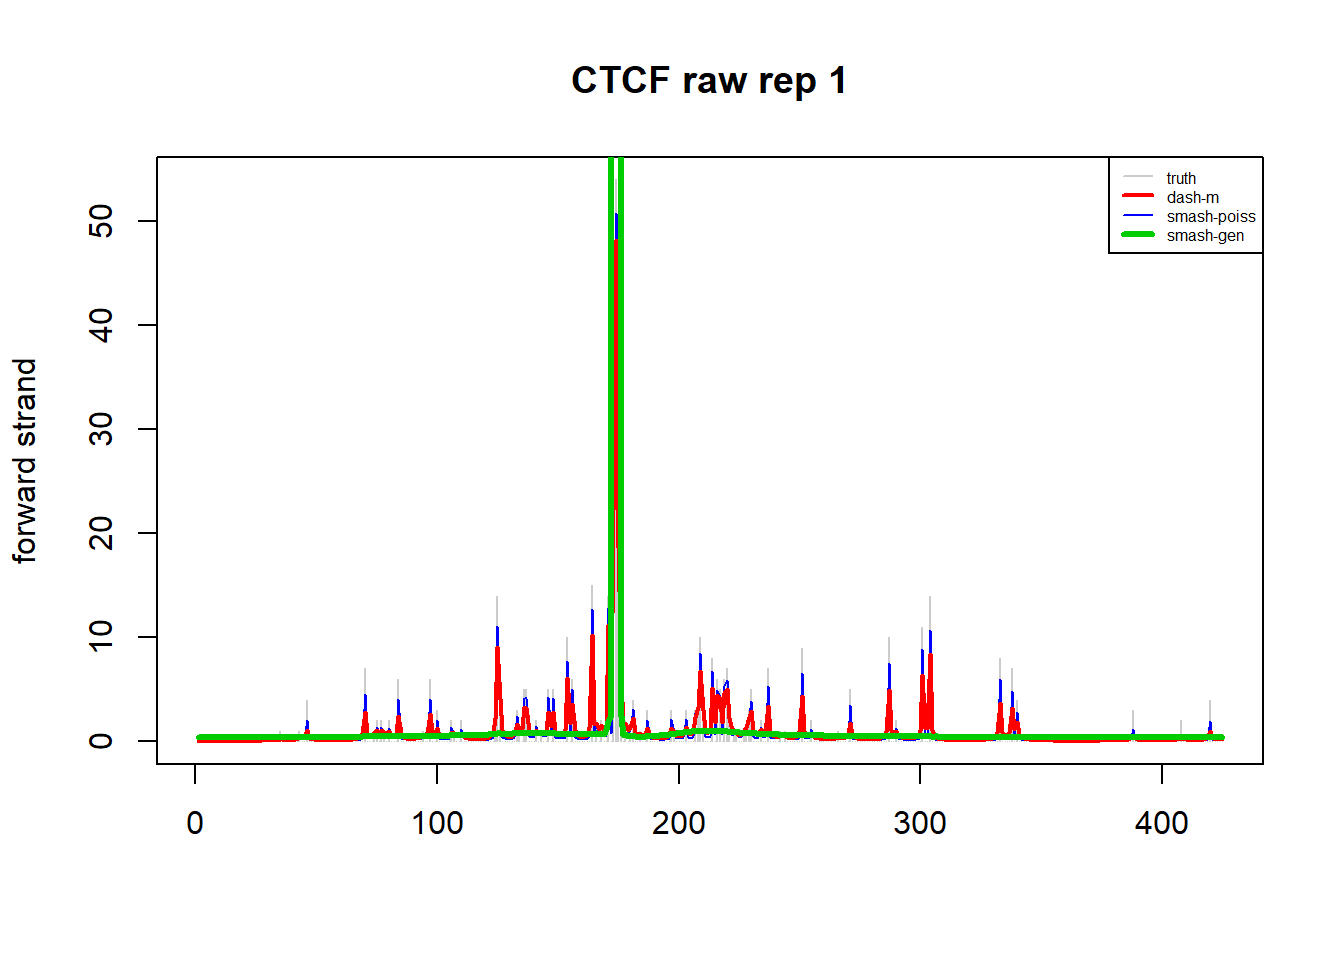 CTCF raw rep 1
truth
dash-m
smash-poiss
smash-gen
forward strand
50
40
30
20
10
0
0 100 200 300 400